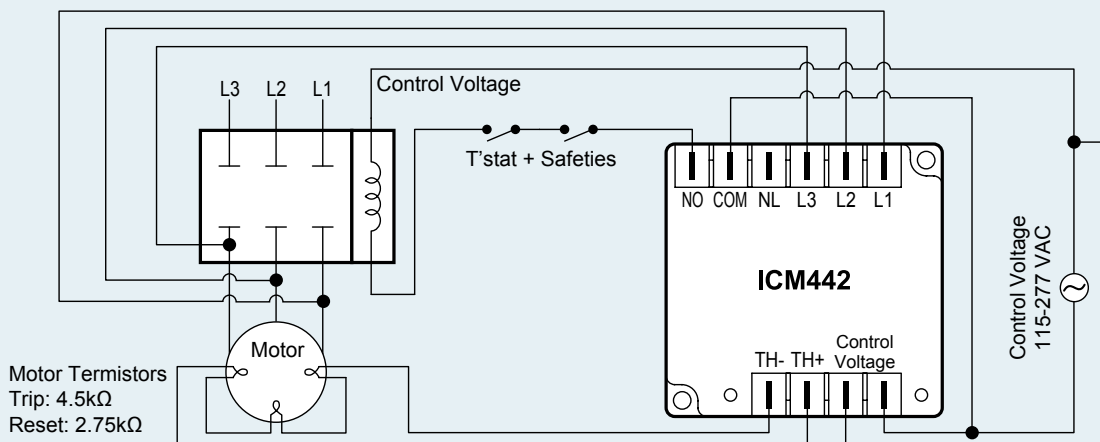 L3 L2 L1
Control Voltage
T'stat + Safeties
NO COM NL L3 L2 L1
ICM442
Control Voltage
115-277 VAC
TH- TH+ Control
Voltage
Motor
Motor Termistors
Trip: 4.5kΩ
Reset: 2.75kΩ